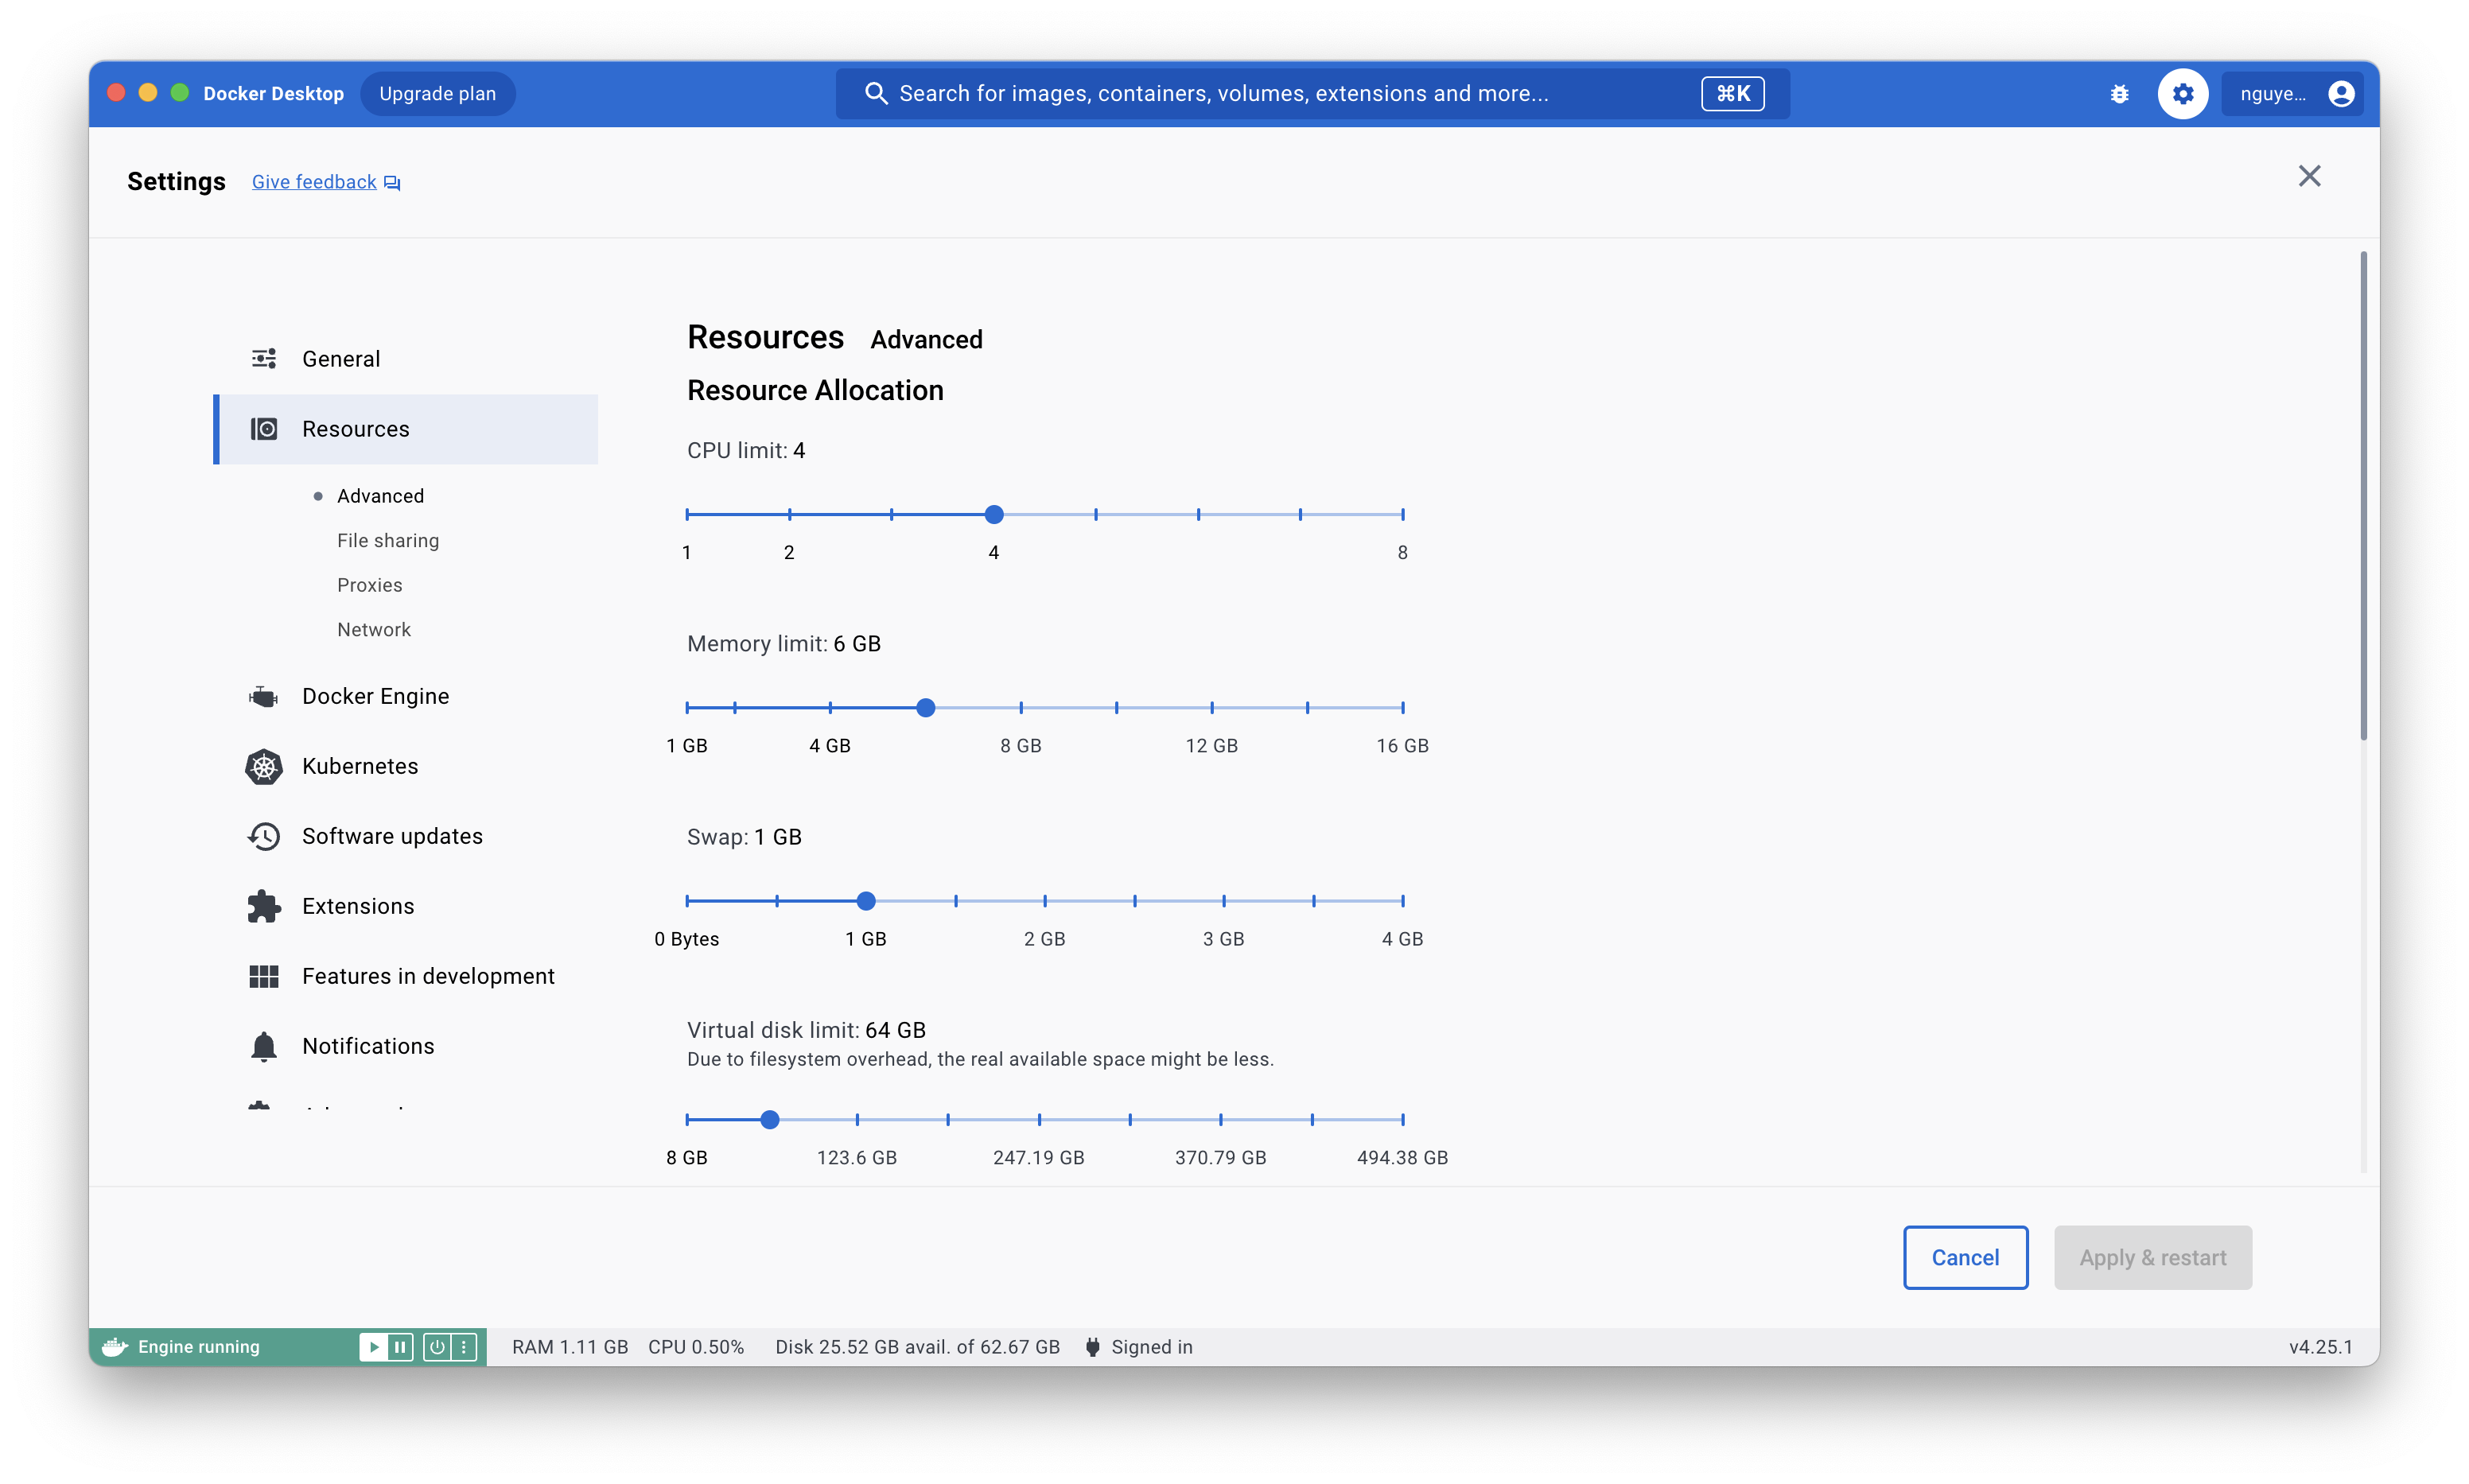 Docker Desktop
Upgrade plan
Search for images, containers, volumes, extensions and more...
⌘K
nguye...
Settings
Give feedback
General
Resources
Advanced
File sharing
Proxies
Network
Docker Engine
Kubernetes
Software updates
Extensions
Features in development
Notifications
Resources Advanced
Resource Allocation
CPU limit: 4
1 2 4 8
Memory limit: 6 GB
1 GB 4 GB 8 GB 12 GB 16 GB
Swap: 1 GB
0 Bytes 1 GB 2 GB 3 GB 4 GB
Virtual disk limit: 64 GB
Due to filesystem overhead, the real available space might be less.
8 GB 123.6 GB 247.19 GB 370.79 GB 494.38 GB
Cancel
Apply & restart
Engine running
RAM 1.11 GB CPU 0.50% Disk 25.52 GB avail. of 62.67 GB Signed in
v4.25.1